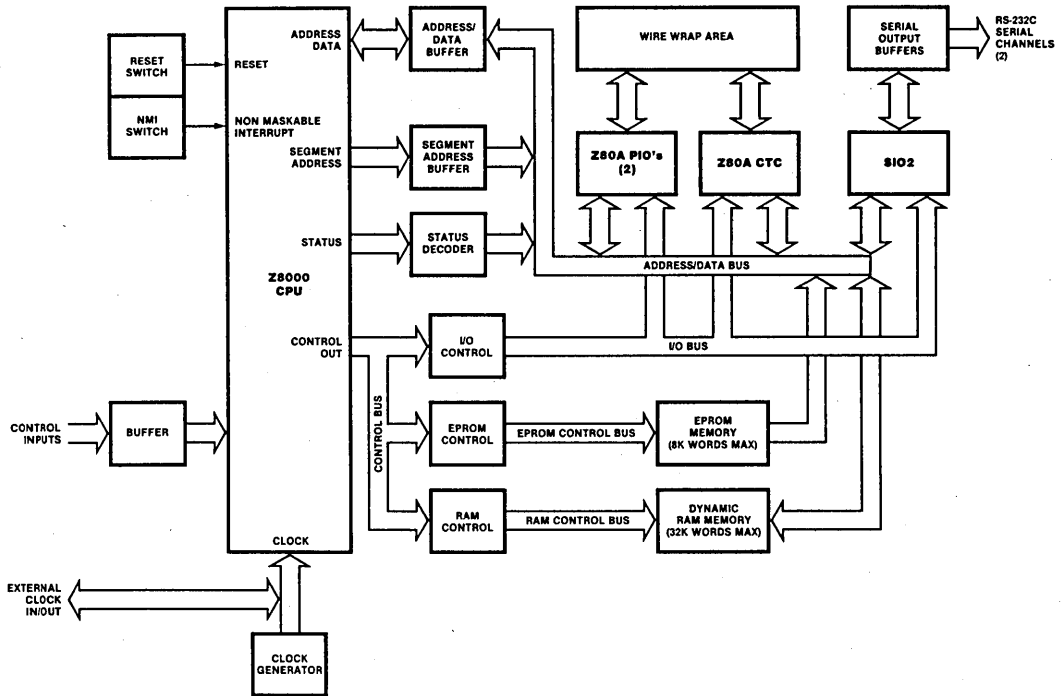 ADDRESS
DATA
ADDRESS/
DATA
BUFFER
WIRE WRAP AREA
SERIAL
OUTPUT
BUFFERS
RS-232C
SERIAL
CHANNELS
(2)
RESET
SWITCH
RESET
NMI
SWITCH
NON MASKABLE
INTERRUPT
SEGMENT
ADDRESS
SEGMENT
ADDRESS
BUFFER
Z80A PIO's
(2)
Z80A CTC
SIO2
STATUS
STATUS
DECODER
ADDRESS/DATA BUS
Z8000
CPU
CONTROL
OUT
I/O
CONTROL
I/O BUS
CONTROL BUS
CONTROL
INPUTS
BUFFER
EPROM
CONTROL
EPROM CONTROL BUS
EPROM
MEMORY
(8K WORDS MAX)
RAM
CONTROL
RAM CONTROL BUS
DYNAMIC
RAM MEMORY
(32K WORDS MAX)
CLOCK
EXTERNAL
CLOCK
IN/OUT
CLOCK
GENERATOR